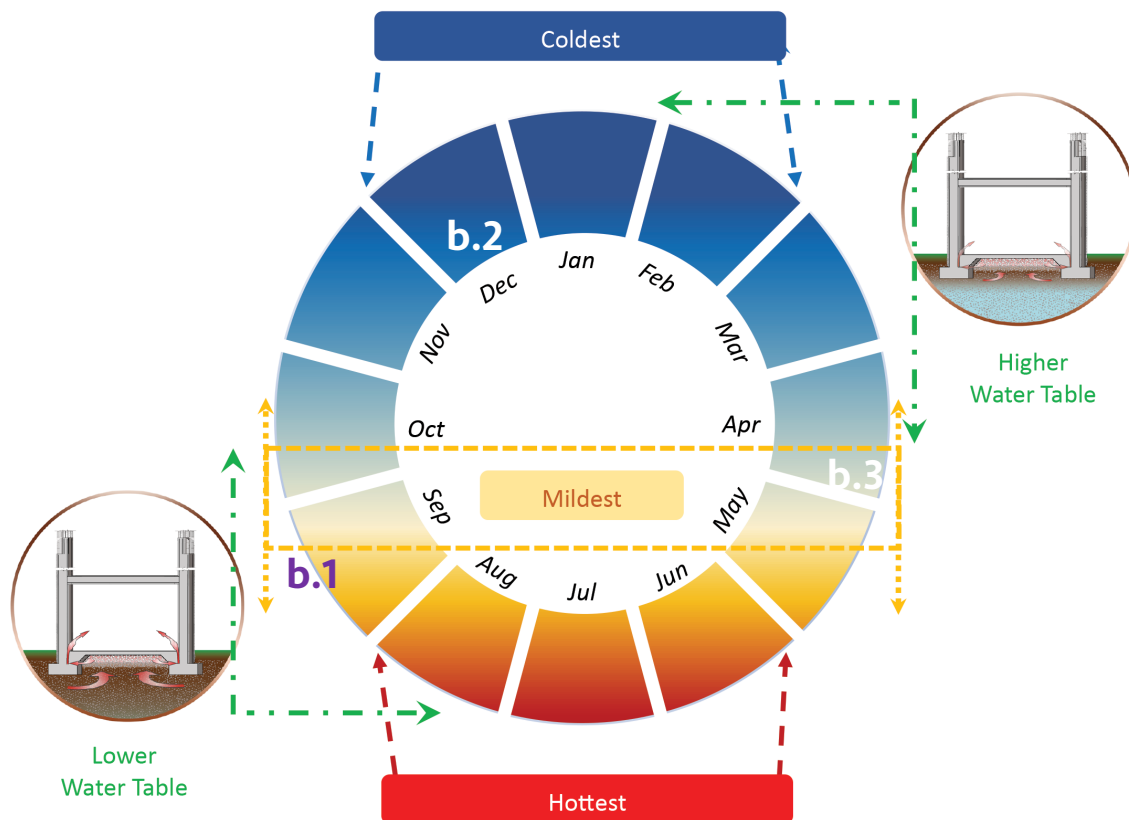 Coldest
b.2
Jan
Dec
Feb
Nov
Mar
Higher
Water Table
Oct
Apr
b.3
Mildest
Sep
May
b.1
Aug
Jun
Jul
Lower
Water Table
Hottest